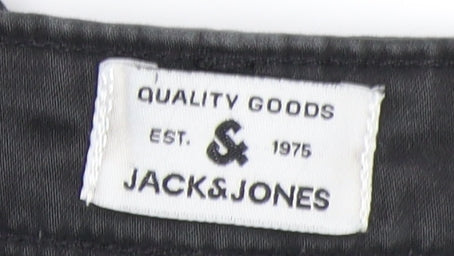 QUALITY GOODS
EST. & 1975
JACK&JONES